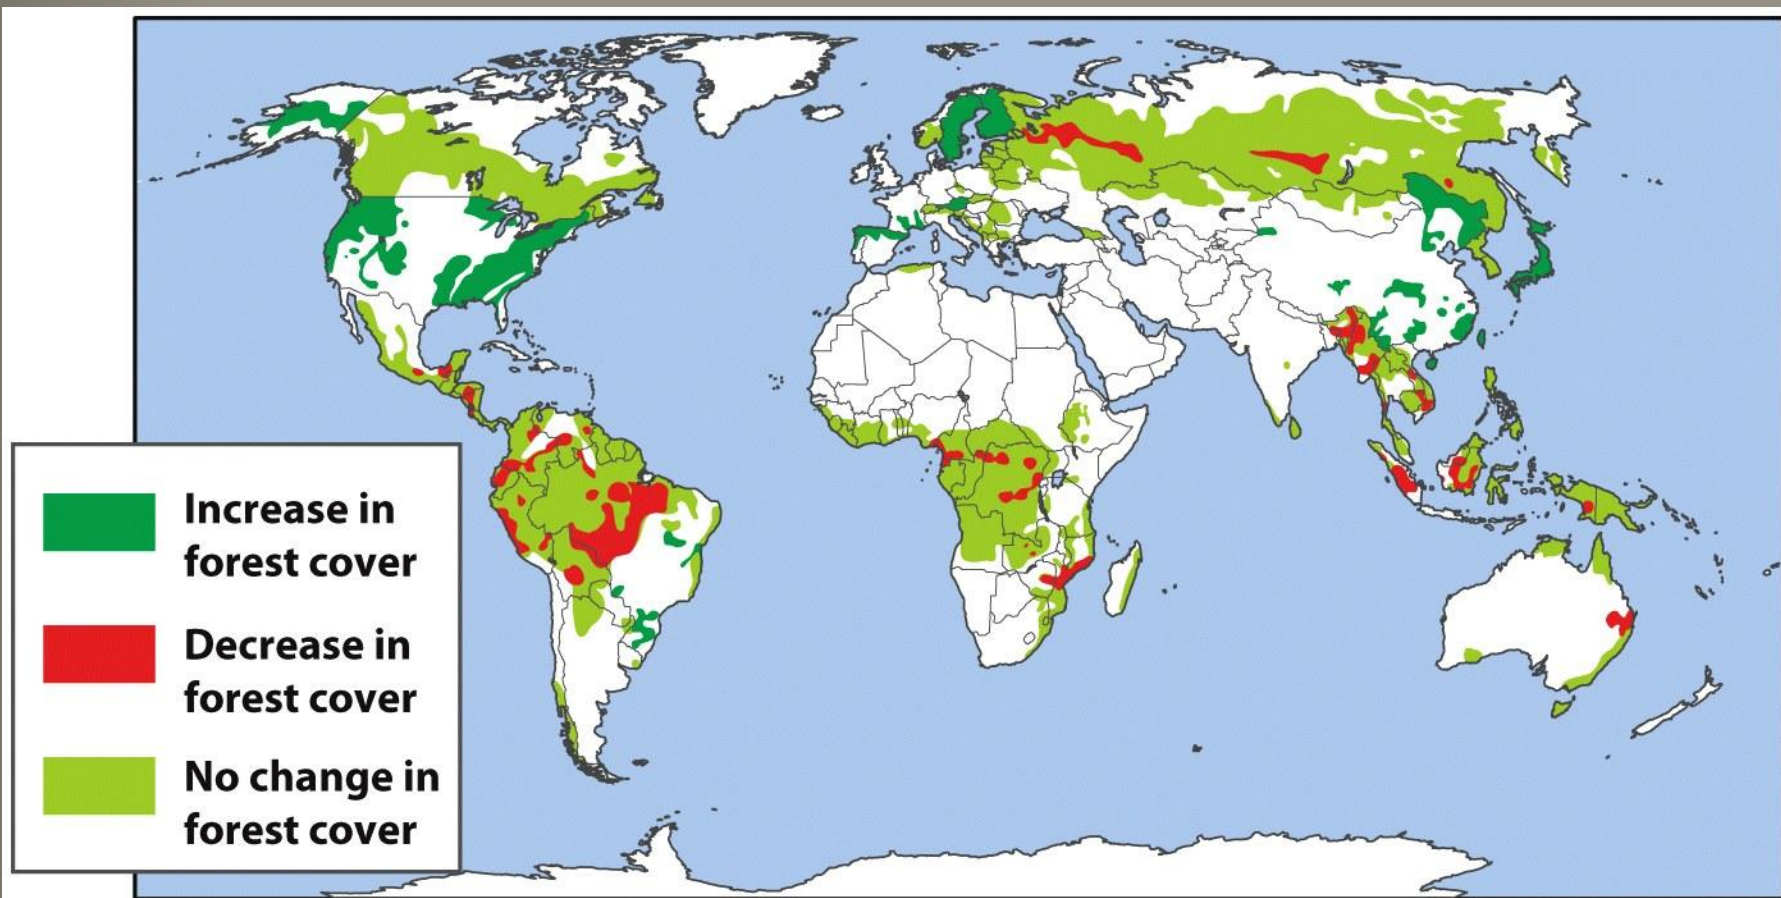 Increase in
forest cover
Decrease in
forest cover
No change in
forest cover